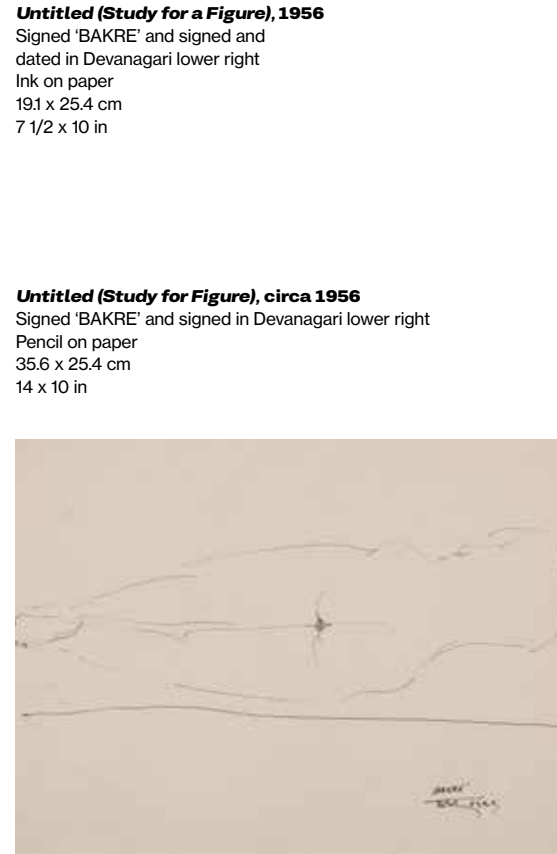 Untitled (Study for a Figure), 1956
Signed ‘BAKRE’ and signed and
dated in Devanagari lower right
Ink on paper
19.1 x 25.4 cm
7 1/2 x 10 in
Untitled (Study for Figure), circa 1956
Signed ‘BAKRE’ and signed in Devanagari lower right
Pencil on paper
35.6 x 25.4 cm
14 x 10 in